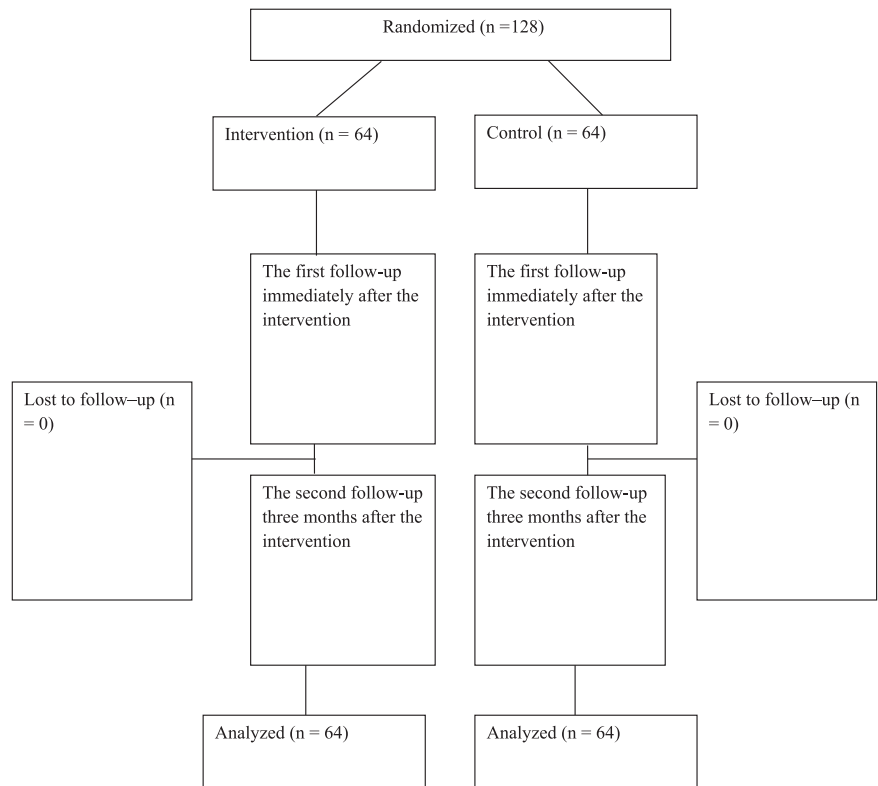 Randomized (n =128)
Intervention (n = 64)
Control (n = 64)
The first follow-up
immediately after the
intervention
The first follow-up
immediately after the
intervention
Lost to follow–up (n
= 0)
Lost to follow–up (n
= 0)
The second follow-up
three months after the
intervention
The second follow-up
three months after the
intervention
Analyzed (n = 64)
Analyzed (n = 64)